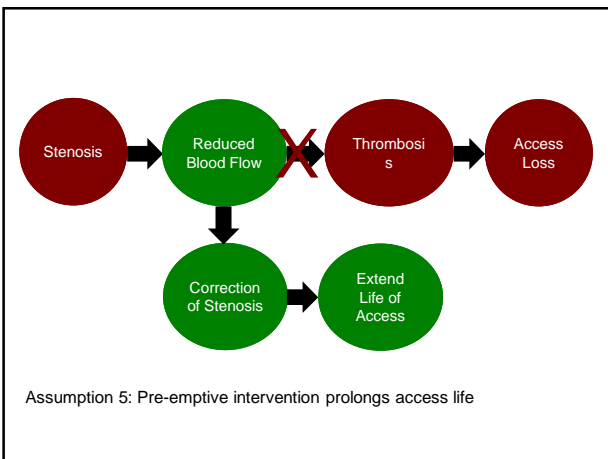 Stenosis
Reduced
Blood Flow
X
Thrombosi
s
Access
Loss
Correction
of Stenosis
Extend
Life of
Access
Assumption 5: Pre-emptive intervention prolongs access life